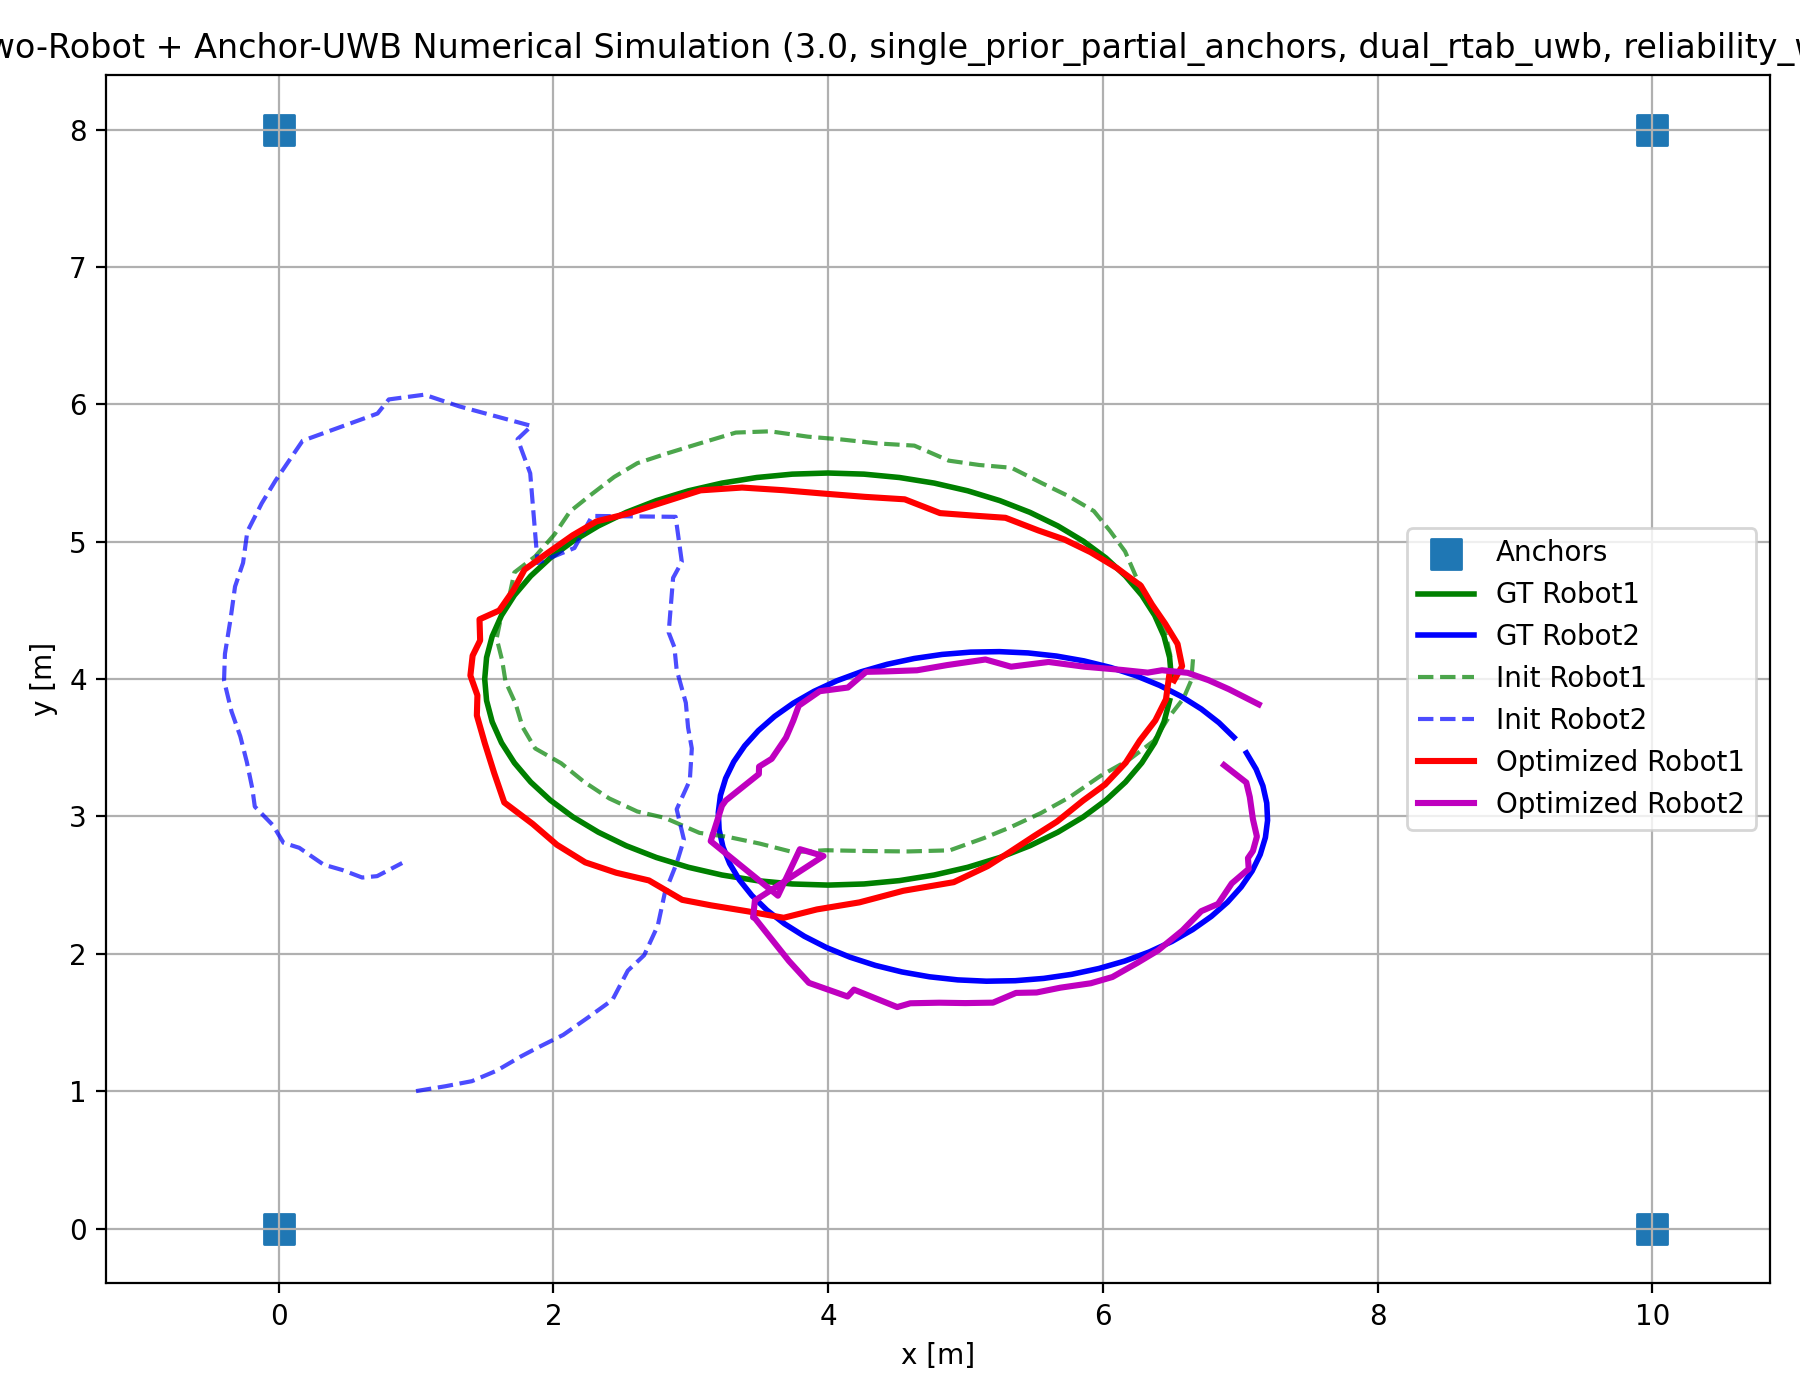 wo-Robot + Anchor-UWB Numerical Simulation (3.0, single_prior_partial_anchors, dual_rtab_uwb, reliability_
8
7
6
5
4
3
2
1
0
y [m]
Anchors
GT Robot1
GT Robot2
Init Robot1
Init Robot2
Optimized Robot1
Optimized Robot2
0 2 4 6 8 10
x [m]